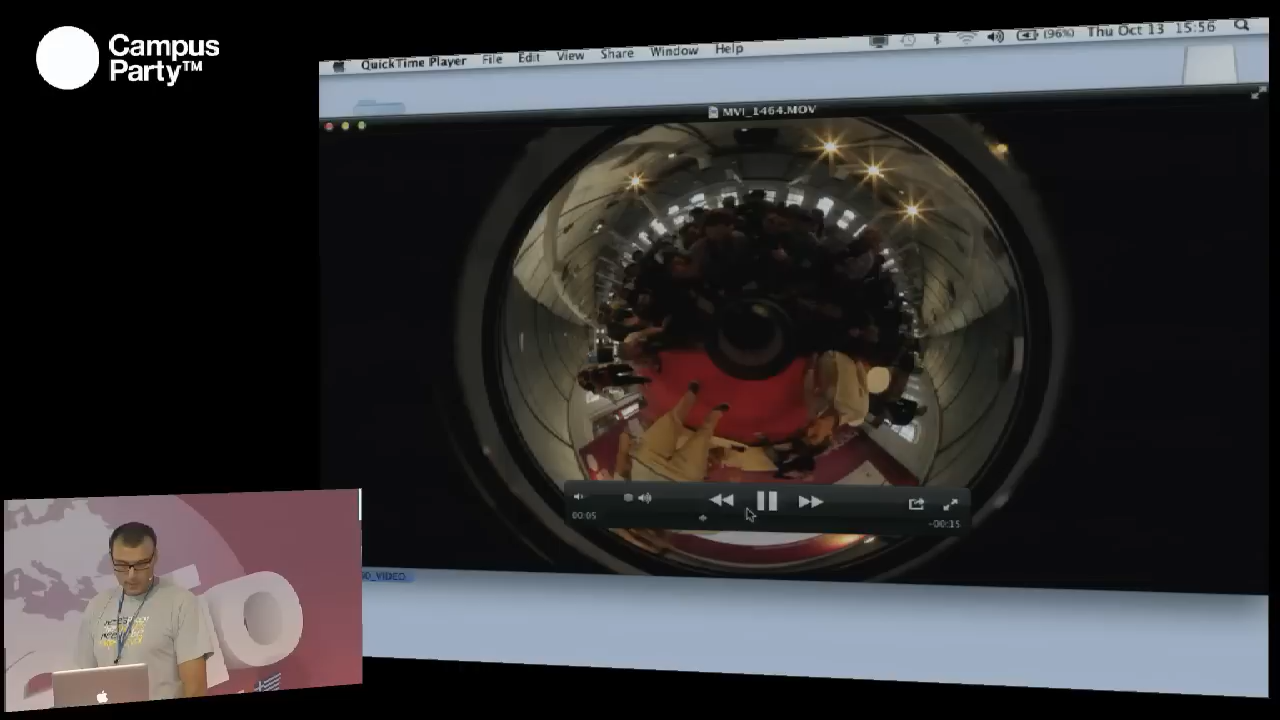 Campus
Party™
QuickTime Player File Edit View Share Window Help
(96%) Thu Oct 13 15:56
MVI_1464.MOV
00:05
-00:15